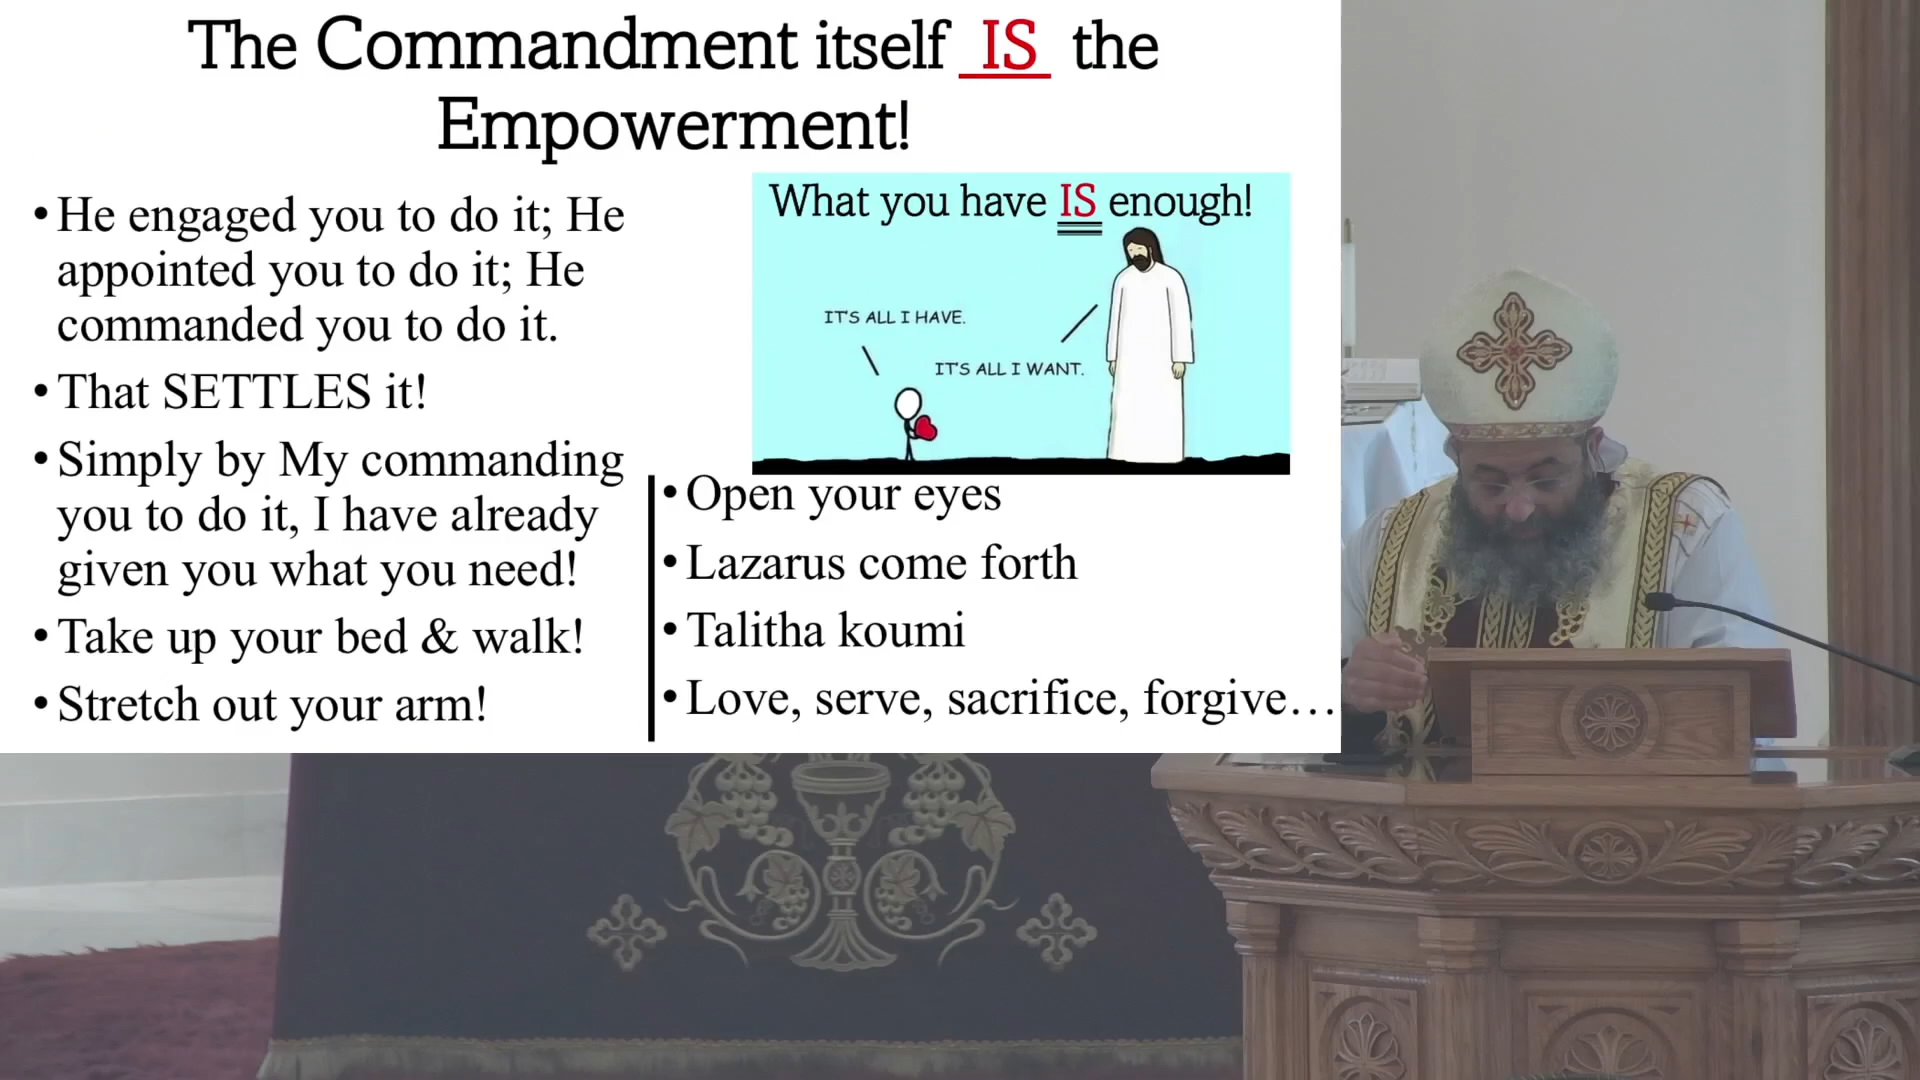 The Commandment itself IS the
Empowerment!
• He engaged you to do it; He
appointed you to do it; He
commanded you to do it.
• That SETTLES it!
• Simply by My commanding
you to do it, I have already
given you what you need!
• Take up your bed & walk!
• Stretch out your arm!
What you have IS enough!
IT'S ALL I HAVE.
IT'S ALL I WANT.
• Open your eyes
• Lazarus come forth
• Talitha koumi
• Love, serve, sacrifice, forgive…